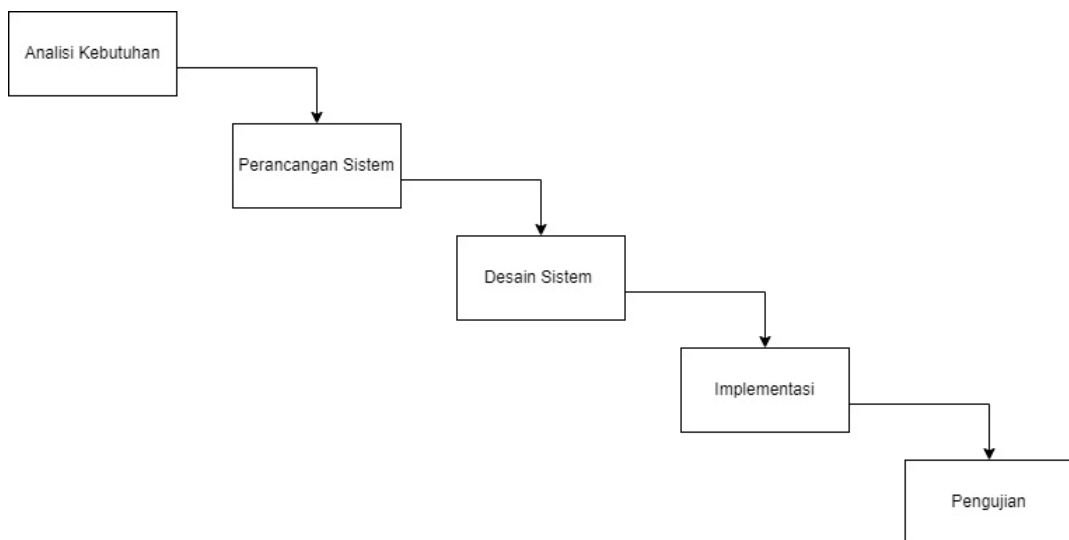 Analisi Kebutuhan
Perancangan Sistem
Desain Sistem
Implementasi
Pengujian